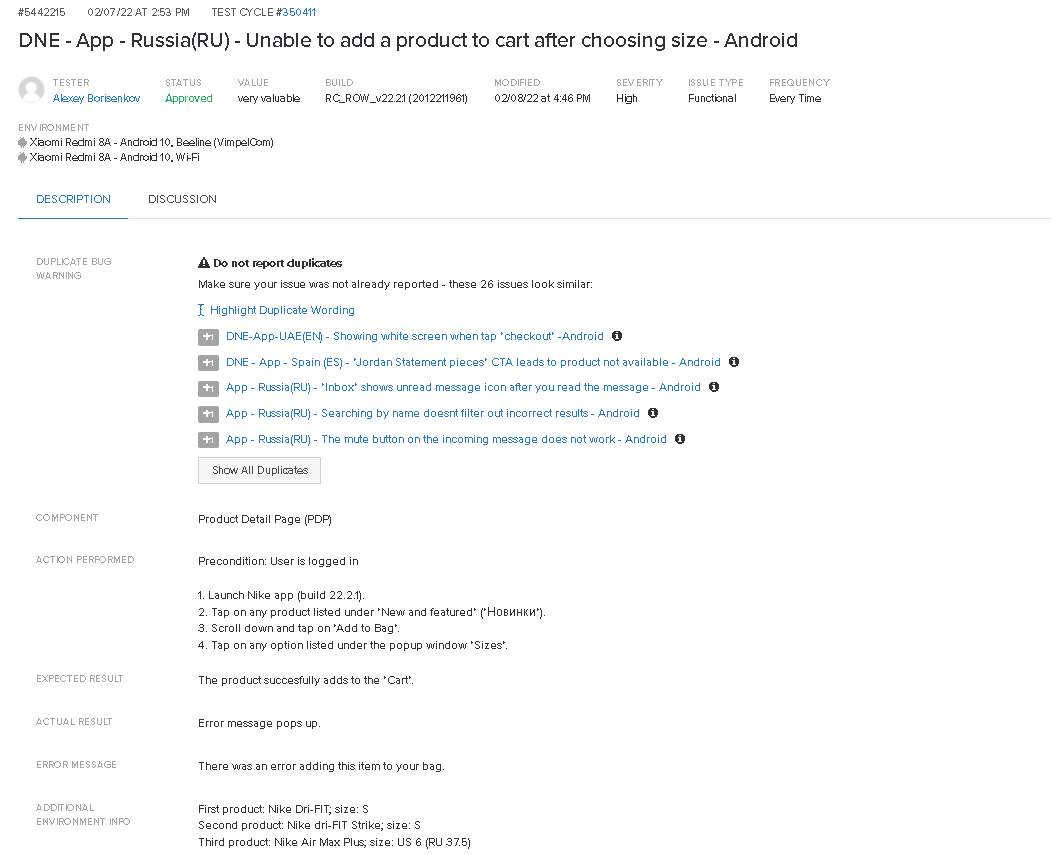 #5442215 02/07/22 AT 2:53 PM TEST CYCLE #350411
DNE - App - Russia(RU) - Unable to add a product to cart after choosing size - Android
TESTER STATUS VALUE BUILD MODIFIED SEVERITY ISSUE TYPE FREQUENCY
Alexey Borisenkov Approved very valuable RC_ROW_v22.2.1 (2012211961) 02/08/22 at 4:46 PM High Functional Every Time
ENVIRONMENT
Xiaomi Redmi 8A - Android 10, Beeline (VimpelCom)
Xiaomi Redmi 8A - Android 10, Wi-Fi
DESCRIPTION DISCUSSION
DUPLICATE BUG
WARNING
Do not report duplicates
Make sure your issue was not already reported - these 26 issues look similar:
Highlight Duplicate Wording
+1 DNE-App-UAE(EN) - Showing white screen when tap "checkout" -Android
+1 DNE - App - Spain (ES) - "Jordan Statement pieces" CTA leads to product not available - Android
+1 App - Russia(RU) - "Inbox" shows unread message icon after you read the message - Android
+1 App - Russia(RU) - Searching by name doesnt filter out incorrect results - Android
+1 App - Russia(RU) - The mute button on the incoming message does not work - Android
Show All Duplicates
COMPONENT
Product Detail Page (PDP)
ACTION PERFORMED
Precondition: User is logged in
1. Launch Nike app (build 22.2.1).
2. Tap on any product listed under "New and featured" ("Новинки").
3. Scroll down and tap on "Add to Bag".
4. Tap on any option listed under the popup window "Sizes".
EXPECTED RESULT
The product succesfully adds to the "Cart".
ACTUAL RESULT
Error message pops up.
ERROR MESSAGE
There was an error adding this item to your bag.
ADDITIONAL
ENVIRONMENT INFO
First product: Nike Dri-FIT; size: S
Second product: Nike dri-FIT Strike; size: S
Third product: Nike Air Max Plus; size: US 6 (RU 37.5)